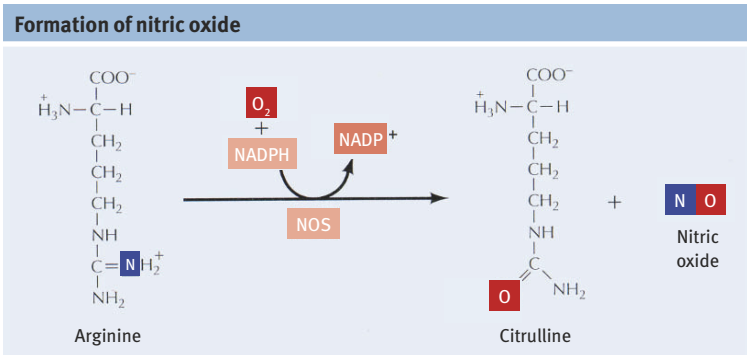 Formation of nitric oxide
COO⁻
H₃N⁺–C–H
CH₂
CH₂
CH₂
NH
C=NH₂⁺
NH₂
Arginine
O₂
+
NADPH
NADP⁺
NOS
COO⁻
H₃N⁺–C–H
CH₂
CH₂
CH₂
NH
C
O
NH₂
Citrulline
+
N O
Nitric
oxide